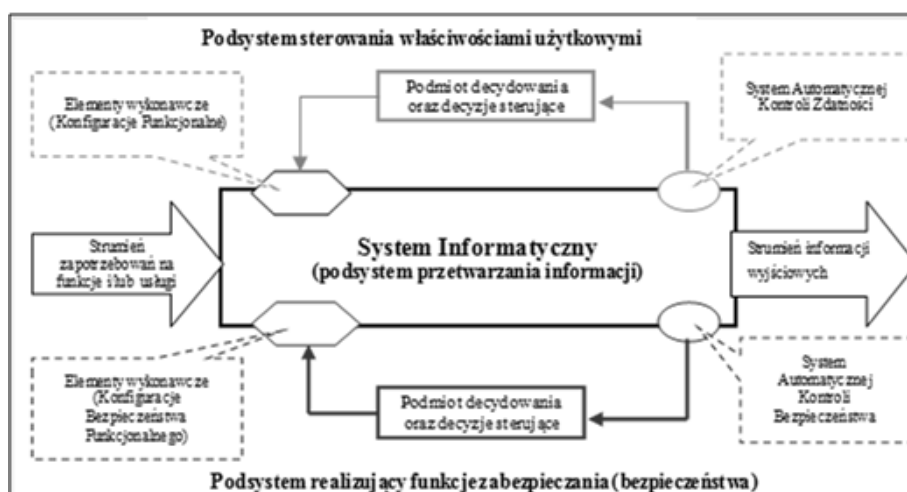 Podsystem sterowania właściwościami użytkowymi
Elementy wykonawcze
(Konfiguracje Funkcjonalne)
Podmiot decydowania
oraz decyzje sterujące
System Automatycznej
Kontroli Zdatności
Strumień
zapotrzebowań na
funkcje i/lub usługi
System Informatyczny
(podsystem przetwarzania informacji)
Strumień informacji
wyjściowych
Elementy wykonawcze
(Konfiguracje
Bezpieczeństwa
Funkcjonalnego)
Podmiot decydowania
oraz decyzje sterujące
System
Automatycznej
Kontroli
Bezpieczeństwa
Podsystem realizujący funkcje zabezpieczania (bezpieczeństwa)